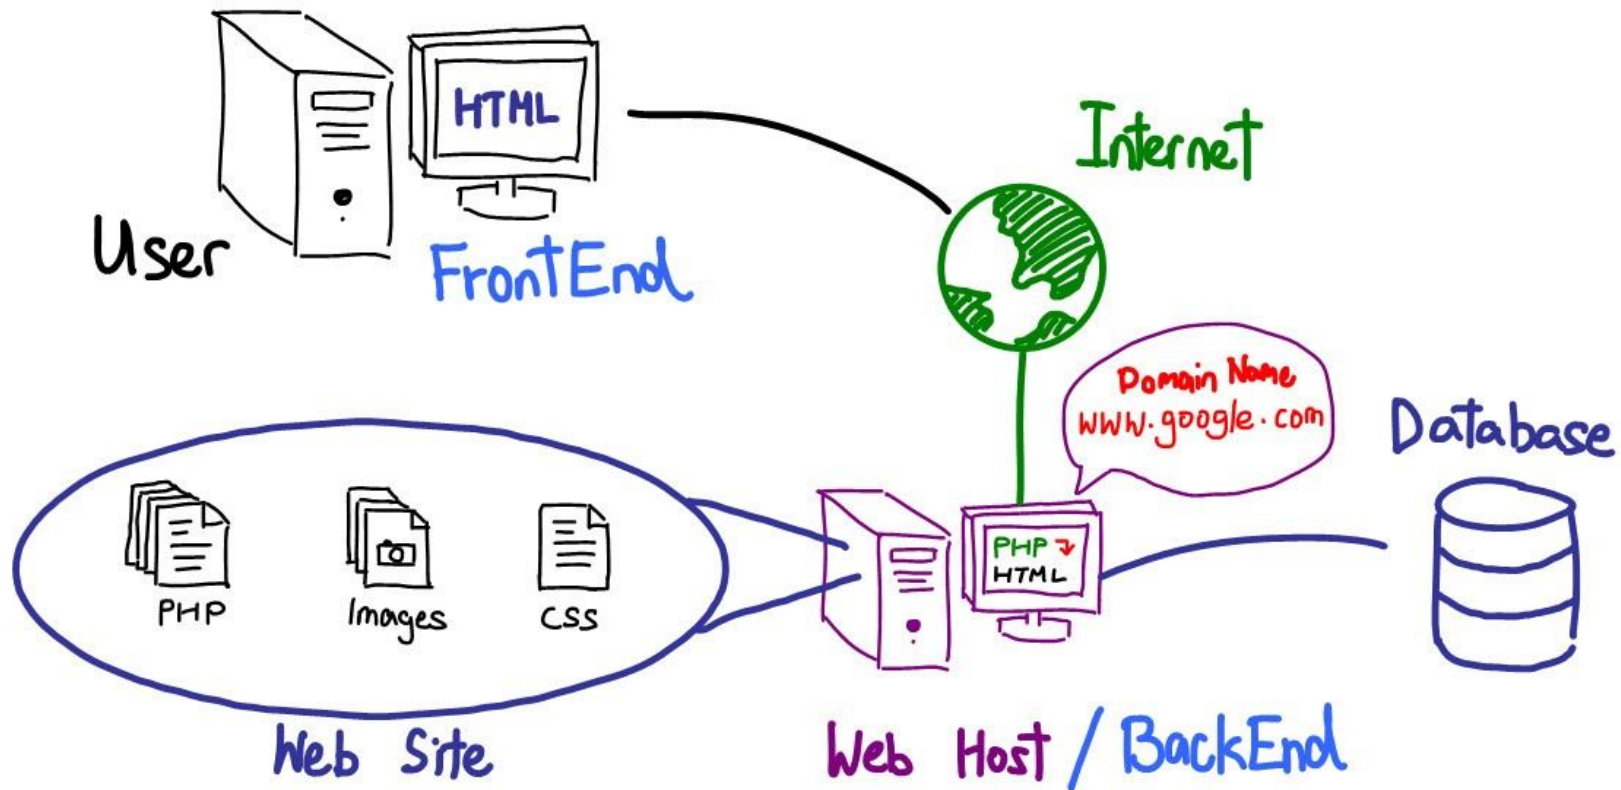 HTML
User
FrontEnd
Internet
Domain Name
www.google.com
Database
PHP
HTML
PHP
Images
CSS
Web Site
Web Host / BackEnd